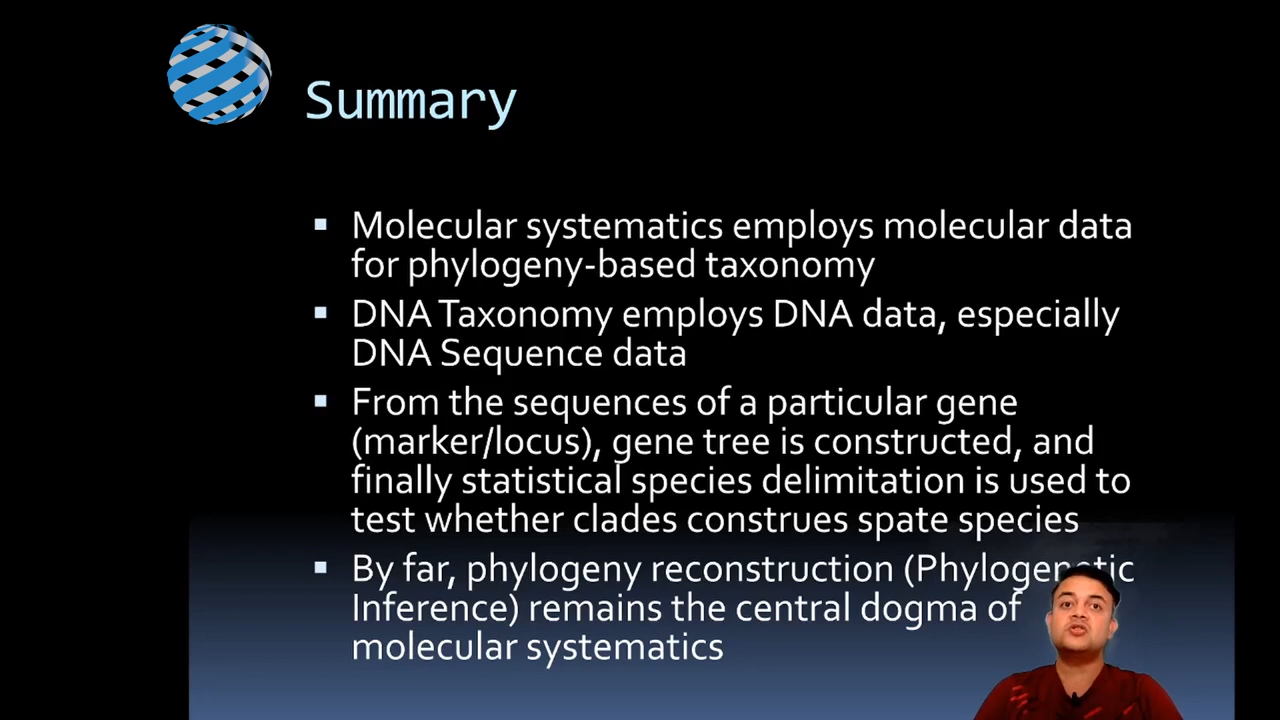 Summary
▪ Molecular systematics employs molecular data
for phylogeny-based taxonomy
▪ DNA Taxonomy employs DNA data, especially
DNA Sequence data
▪ From the sequences of a particular gene
(marker/locus), gene tree is constructed, and
finally statistical species delimitation is used to
test whether clades construes spate species
▪ By far, phylogeny reconstruction (Phylogenetic
Inference) remains the central dogma of
molecular systematics